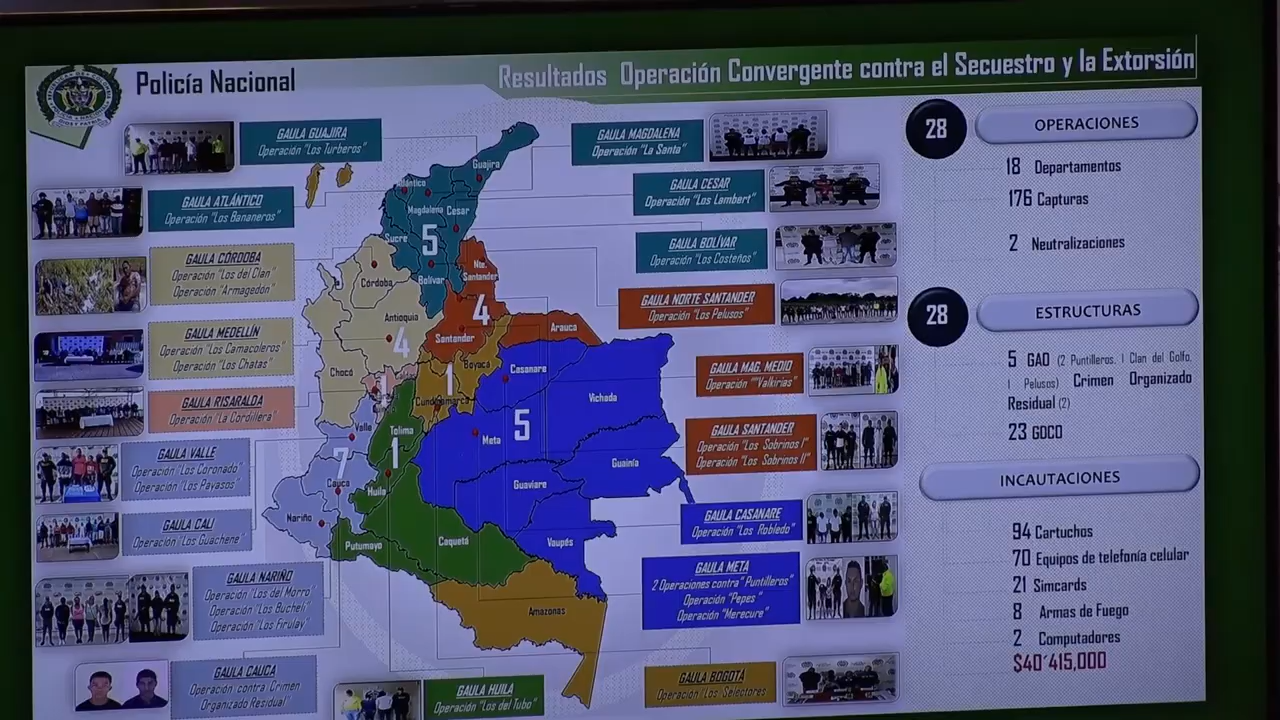 Policía Nacional
Resultados Operación Convergente contra el Secuestro y la Extorsión
GAULA GUAJIRA
Operación "Los Turberos"
GAULA ATLÁNTICO
Operación "Los Bananeros"
GAULA CÓRDOBA
Operación "Los del Clan"
Operación "Armagedón"
GAULA MEDELLÍN
Operación "Los Camacoleros"
Operación "Los Chatas"
GAULA RISARALDA
Operación "La Cordillera"
GAULA VALLE
Operación "Los Coronado"
Operación "Los Payasos"
GAULA CALI
Operación "Los Guachene"
GAULA NARIÑO
Operación "Los del Morro"
Operación "Los Bucheli"
Operación "Los Firulay"
GAULA CAUCA
Operación contra Crimen
Organizado Residual"
GAULA HUILA
Operación "Los del Tubo"
Guajira
Atlántico
Magdalena
Cesar
Sucre
5
Bolívar
Nte.
Santander
Córdoba
4
Antioquia
Santander
Arauca
4
Boyacá
Casanare
Chocó
1
1
Cundinamarca
Vichada
Valle
Tolima
Meta
5
1
7
Guainía
Cauca
Huila
Guaviare
Nariño
Putumayo
Caquetá
Vaupés
Amazonas
GAULA MAGDALENA
Operación "La Santa"
GAULA CESAR
Operación "Los Lambert"
GAULA BOLÍVAR
Operación "Los Costeños"
GAULA NORTE SANTANDER
Operación "Los Pelusos"
GAULA MAG. MEDIO
Operación ""Valkirias"
GAULA SANTANDER
Operación "Los Sobrinos I"
Operación "Los Sobrinos II"
GAULA CASANARE
Operación "Los Robledo"
GAULA META
2 Operaciones contra "Puntilleros"
Operación "Pepes"
Operación "Merecure"
GAULA BOGOTÁ
Operación "Los Selectores"
28
OPERACIONES
18 Departamentos
176 Capturas
2 Neutralizaciones
28
ESTRUCTURAS
5 GAO (2 Puntilleros, 1 Clan del Golfo,
1 Pelusos) Crimen Organizado
Residual (2)
23 GDCO
INCAUTACIONES
94 Cartuchos
70 Equipos de telefonía celular
21 Simcards
8 Armas de Fuego
2 Computadores
$40´415,000